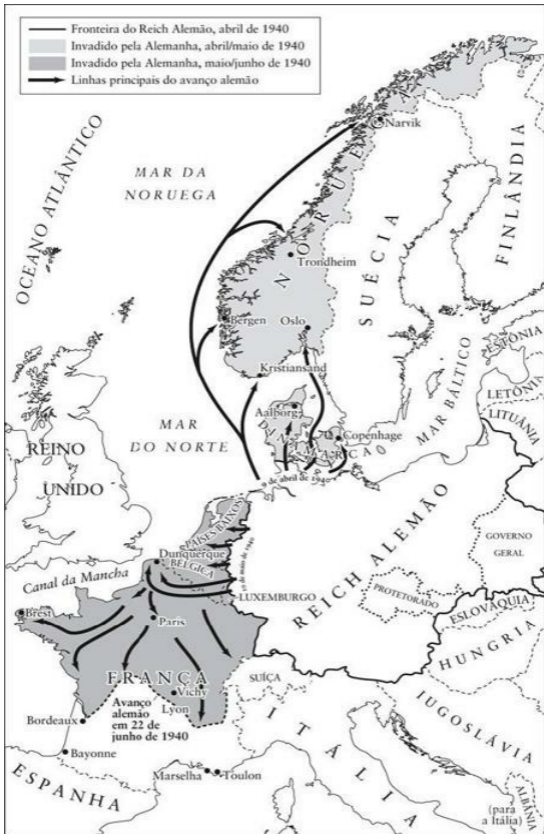 Fronteira do Reich Alemão, abril de 1940
Invadido pela Alemanha, abril/maio de 1940
Invadido pela Alemanha, maio/junho de 1940
Linhas principais do avanço alemão
OCEANO ATLÂNTICO
MAR DA
NORUEGA
Narvik
NORUEGA
SUÉCIA
FINLÂNDIA
Trondheim
Bergen
Oslo
Kristiansand
ESTÔNIA
LETÔNIA
LITUÂNIA
MAR BÁLTICO
Aalborg
DINAMARCA
Copenhage
MAR
DO NORTE
9 de abril de 1940
REINO
UNIDO
PAÍSES BAIXOS
10 de maio de 1940
Dunquerque
BÉLGICA
Canal da Mancha
LUXEMBURGO
REICH ALEMÃO
GOVERNO
GERAL
PROTETORADO
ESLOVÁQUIA
HUNGRIA
Brest
Paris
FRANÇA
Vichy
Lyon
SUÍÇA
Avanço
alemão
em 22 de
junho de 1940
Bordeaux
Bayonne
Marselha
Toulon
ESPANHA
ITÁLIA
IUGOSLÁVIA
ALBÂNIA
(para
a Itália)